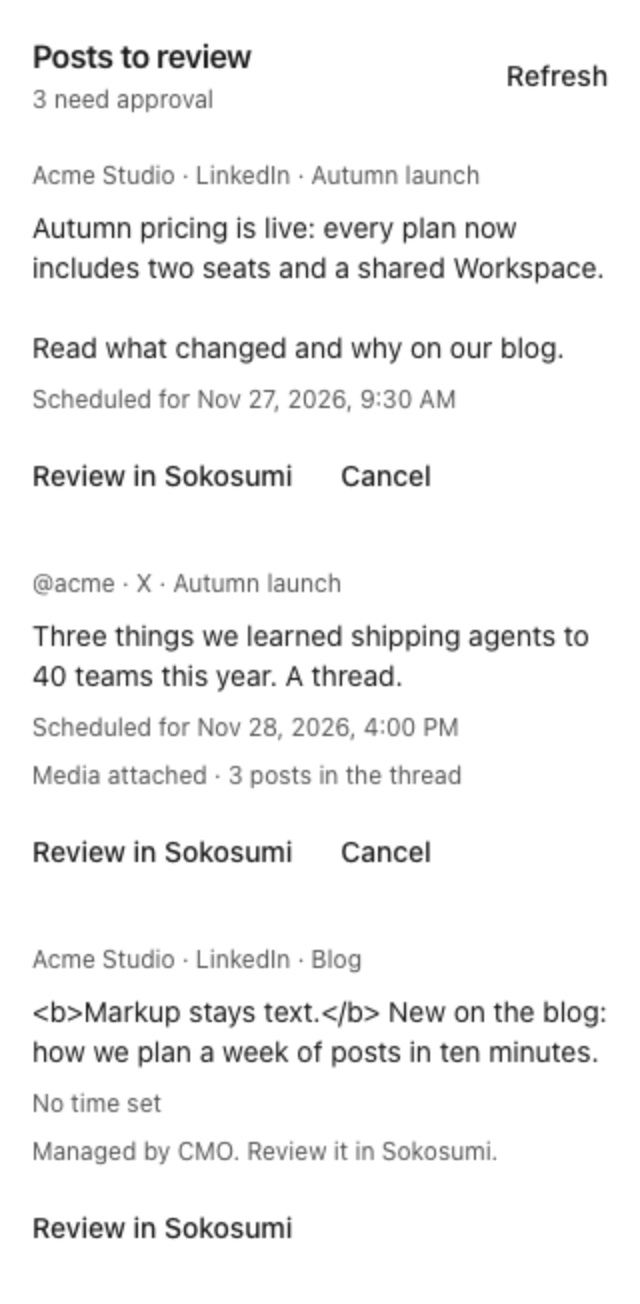 Posts to review
Refresh
3 need approval
Acme Studio · LinkedIn · Autumn launch
Autumn pricing is live: every plan now
includes two seats and a shared Workspace.
Read what changed and why on our blog.
Scheduled for Nov 27, 2026, 9:30 AM
Review in Sokosumi
Cancel
@acme · X · Autumn launch
Three things we learned shipping agents to
40 teams this year. A thread.
Scheduled for Nov 28, 2026, 4:00 PM
Media attached · 3 posts in the thread
Review in Sokosumi
Cancel
Acme Studio · LinkedIn · Blog
<b>Markup stays text.</b> New on the blog:
how we plan a week of posts in ten minutes.
No time set
Managed by CMO. Review it in Sokosumi.
Review in Sokosumi